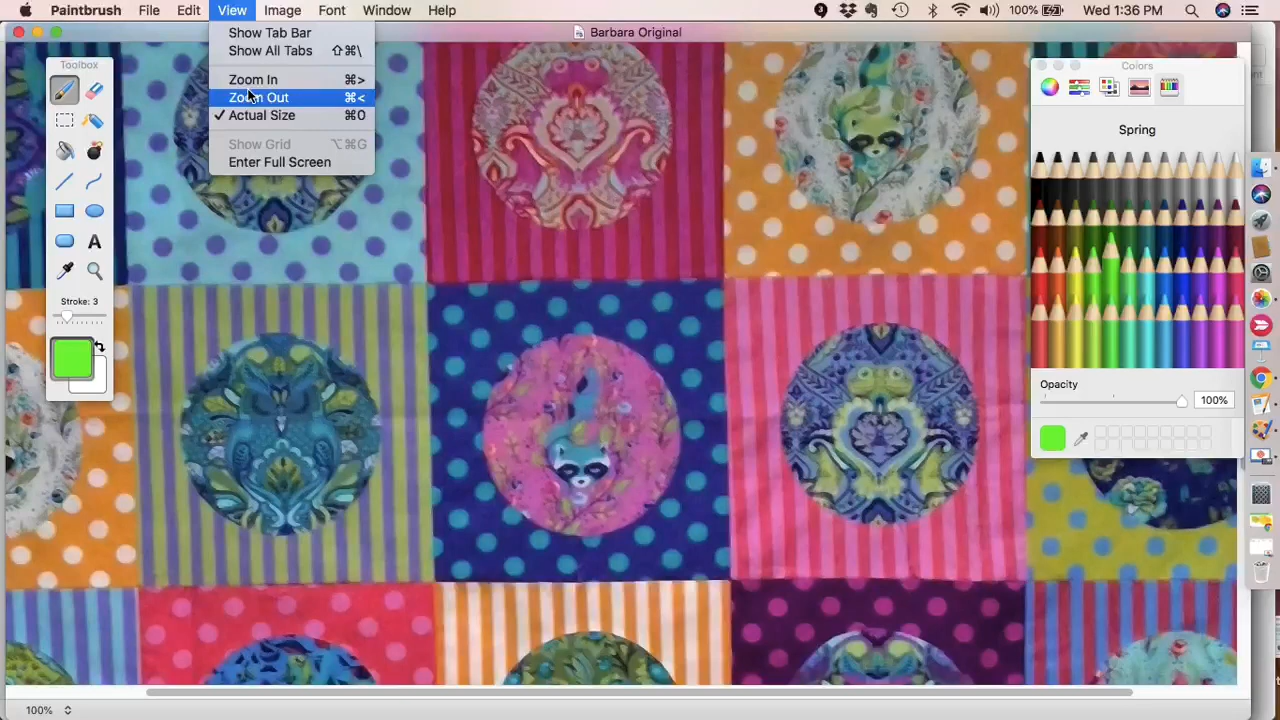 Paintbrush File Edit View Image Font Window Help 100% Wed 1:36 PM
Barbara Original
Show Tab Bar
Show All Tabs ⇧⌘\
Zoom In ⌘>
Zoom Out ⌘<
✓ Actual Size ⌘0
Show Grid ⌥⌘G
Enter Full Screen
Toolbox
A
Stroke: 3
Colors
Spring
Opacity
100%
100%